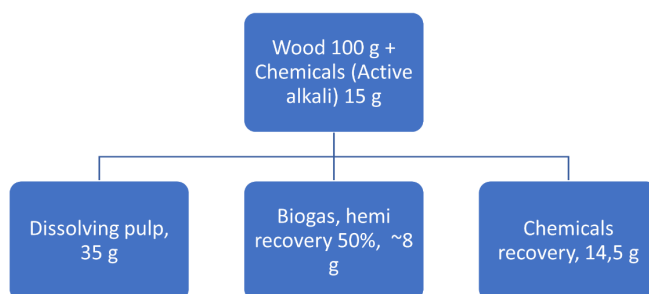 Wood 100 g +
Chemicals (Active
alkali) 15 g
Dissolving pulp,
35 g
Biogas, hemi
recovery 50%, ~8
g
Chemicals
recovery, 14,5 g